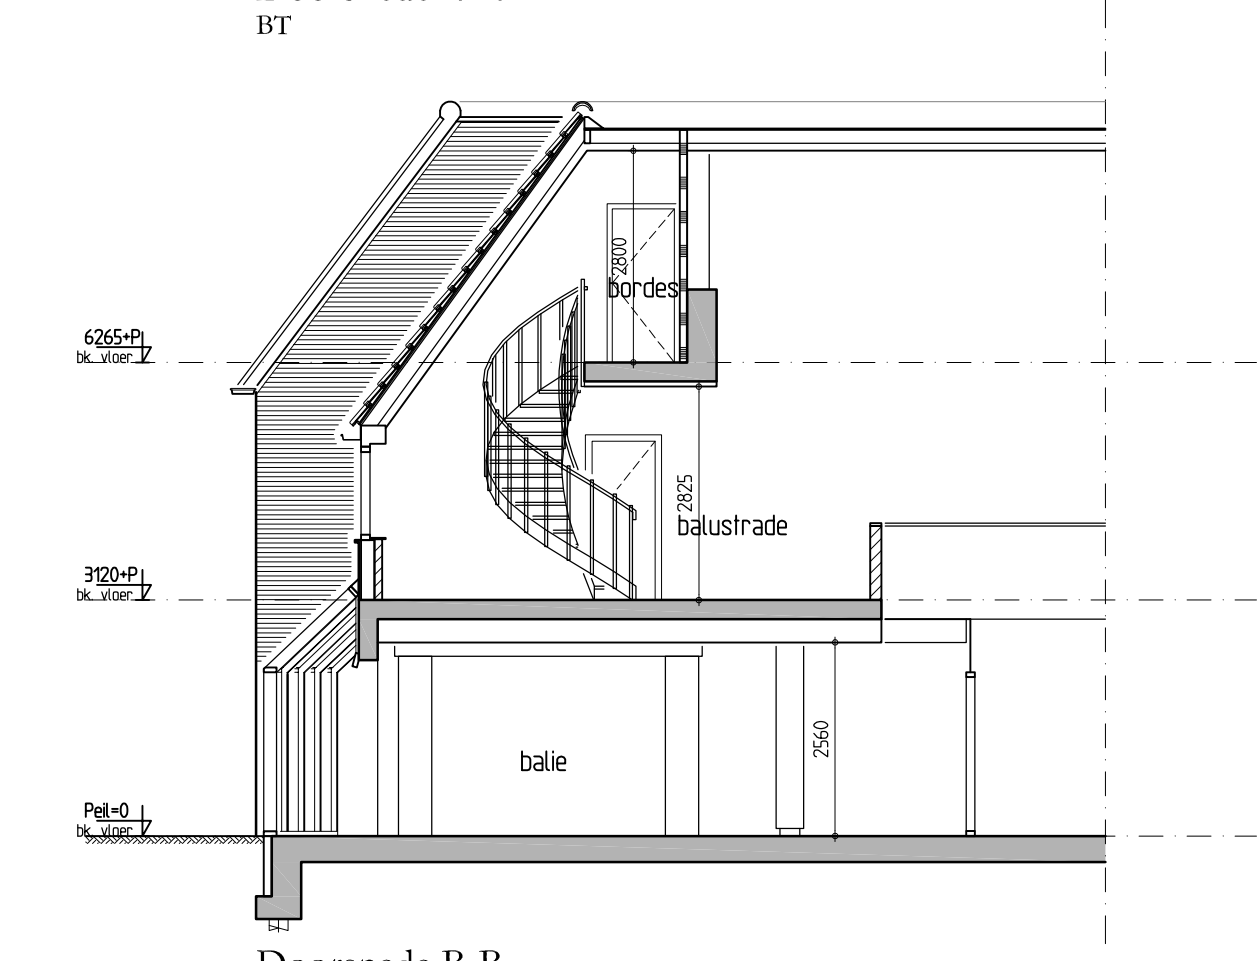 BT
2800
bordes
6265+P
bk. vloer
2825
balustrade
3120+P
bk. vloer
2560
balie
Peil=0
bk. vloer